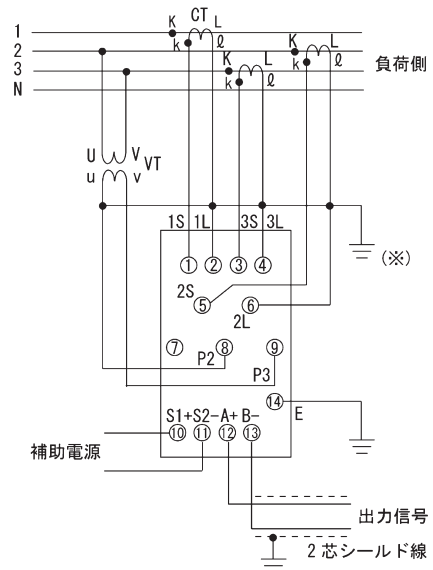 CT
1 K L
k ℓ
2 K L
k ℓ
3 K L
k ℓ
N
負荷側
U V VT
u v
1S 1L 3S 3L
① ② ③ ④
(※)
2S
⑤ ⑥
2L
⑦ ⑧ ⑨
P2
P3
⑭ E
S1+ S2- A+ B-
⑩ ⑪ ⑫ ⑬
補助電源
出力信号
2芯シールド線